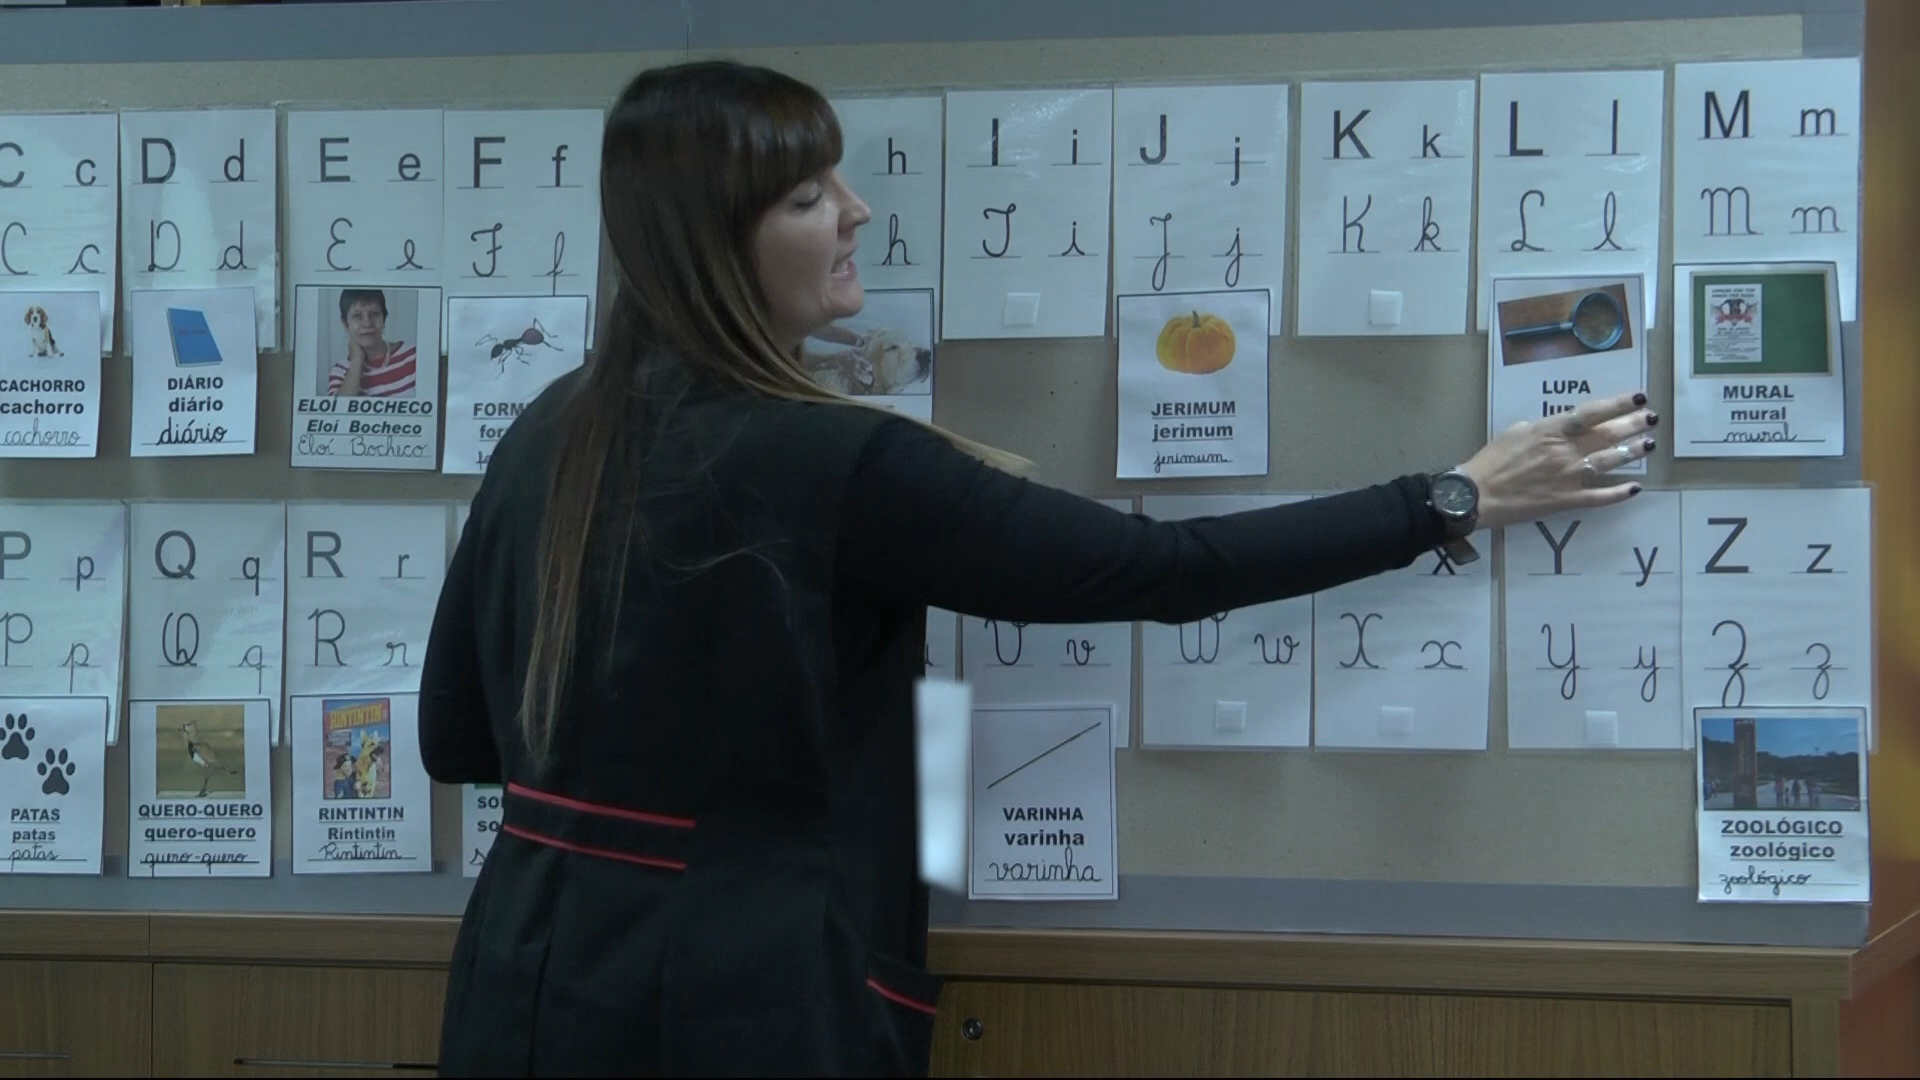 C c
C c
CACHORRO
cachorro
cachorro
D d
D d
DIÁRIO
diário
diário
E e
E e
ELOÍ BOCHECO
Eloí Bocheco
Eloí Bocheco
F f
F f
h
h
I i
I i
J j
J j
JERIMUM
jerimum
jerimum
K k
K k
L l
L l
LUPA
M m
M m
MURAL
mural
mural
P p
P p
PATAS
patas
patas
Q q
Q q
QUERO-QUERO
quero-quero
quero-quero
R r
R r
RINTINTIN
RINTINTIN
Rintintin
Rintintin
V v
VARINHA
varinha
varinha
W w
x
X x
Y y
Y y
Z z
Z z
ZOOLÓGICO
zoológico
zoológico